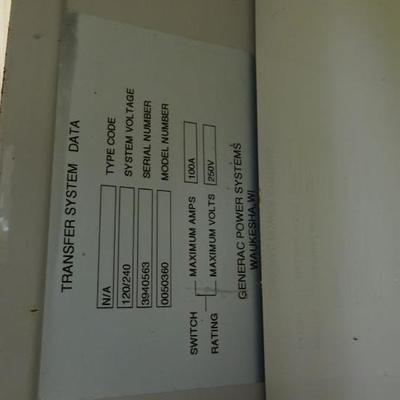 TRANSFER SYSTEM DATA
N/A TYPE CODE
120/240 SYSTEM VOLTAGE
3940563 SERIAL NUMBER
0050360 MODEL NUMBER
SWITCH RATING
MAXIMUM AMPS 100A
MAXIMUM VOLTS 250V
GENERAC POWER SYSTEMS
WAUKESHA,WI